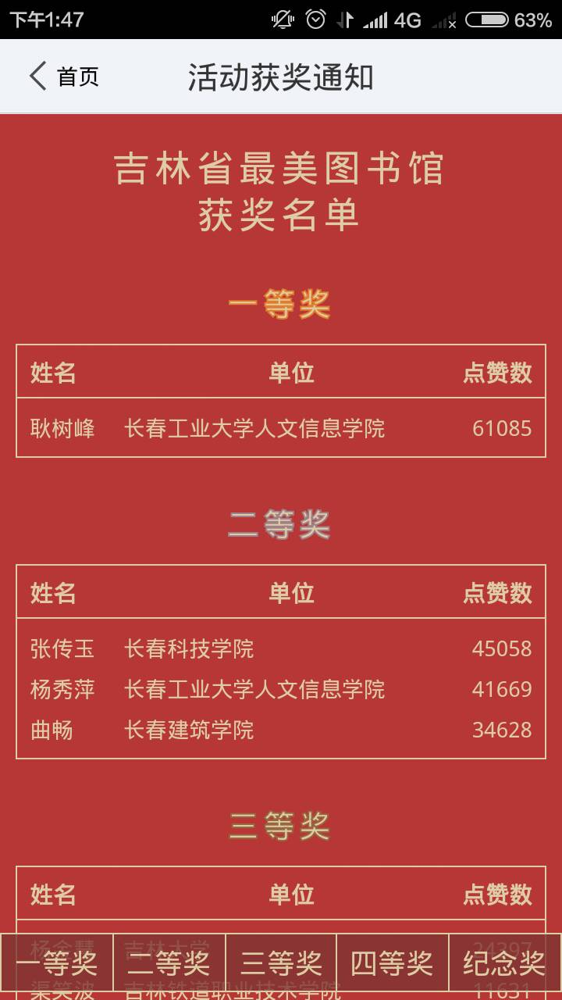 下午1:47 4G 63%
首页 活动获奖通知
吉林省最美图书馆
获奖名单
一等奖
姓名 单位 点赞数
耿树峰 长春工业大学人文信息学院 61085
二等奖
姓名 单位 点赞数
张传玉 长春科技学院 45058
杨秀萍 长春工业大学人文信息学院 41669
曲畅 长春建筑学院 34628
三等奖
姓名 单位 点赞数
吉林大学 24397
一等奖 二等奖 三等奖 四等奖 纪念奖
渠笑波 吉林铁道职业技术学院 11631